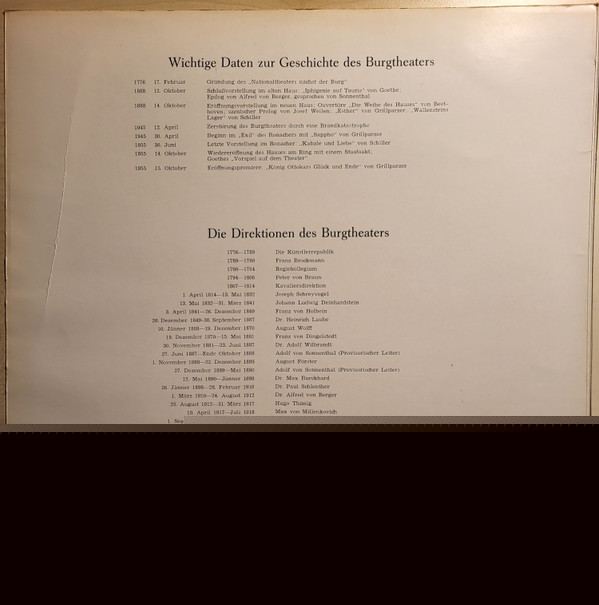 Wichtige Daten zur Geschichte des Burgtheaters
1776 17. Februar Gründung des „Nationaltheaters nächst der Burg“
1888 12. Oktober Schlußvorstellung im alten Haus: „Iphigenie auf Tauris“ von Goethe;
Epilog von Alfred von Berger, gesprochen von Sonnenthal
1888 14. Oktober Eröffnungsvorstellung im neuen Haus: Ouvertüre „Die Weihe des Hauses“ von Beet-
hoven; szenischer Prolog von Josef Weilen; „Esther“ von Grillparzer; „Wallensteins
Lager“ von Schiller
1945 12. April Zerstörung des Burgtheaters durch eine Brandkatastrophe
1945 30. April Beginn im „Exil“ des Ronachers mit „Sappho“ von Grillparzer
1955 26. Juni Letzte Vorstellung im Ronacher: „Kabale und Liebe“ von Schiller
1955 14. Oktober Wiedereröffnung des Hauses am Ring mit einem Staatsakt;
Goethes „Vorspiel auf dem Theater“
1955 15. Oktober Eröffnungspremiere: „König Ottokars Glück und Ende“ von Grillparzer
Die Direktionen des Burgtheaters
1776—1789 Die Künstlerrepublik
1789—1790 Franz Brockmann
Regiekollegium
Peter von Braun
1807—1814 Kavaliersdirektion
1. April 1814—13. Mai 1832 Joseph Schreyvogel
13. Mai 1832—31. März 1841 Johann Ludwig Deinhardstein
5. April 1841—26. Dezember 1849 Franz von Holbein
26. Dezember 1849—30. September 1867 Dr. Heinrich Laube
10. Jänner 1868—19. Dezember 1870 August Wolff
19. Dezember 1870—15. Mai 1881 Franz von Dingelstedt
30. November 1881—23. Juni 1887 Dr. Adolf Wilbrandt
27. Juni 1887—Ende Oktober 1888 Adolf von Sonnenthal (Provisorischer Leiter)
1. November 1888—22. Dezember 1889 August Förster
27. Dezember 1889—Mai 1890 Adolf von Sonnenthal (Provisorischer Leiter)
12. Mai 1890—Jänner 1898 Dr. Max Burckhard
28. Jänner 1898—28. Februar 1910 Dr. Paul Schlenther
1. März 1910—24. August 1912 Dr. Alfred von Berger
25. August 1912—31. März 1917 Hugo Thimig
10. April 1917—Juli 1918 Max von Millenkovich
1. Sep